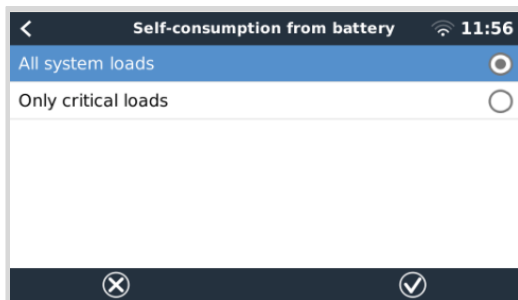 Self-consumption from battery 11:56
All system loads
Only critical loads